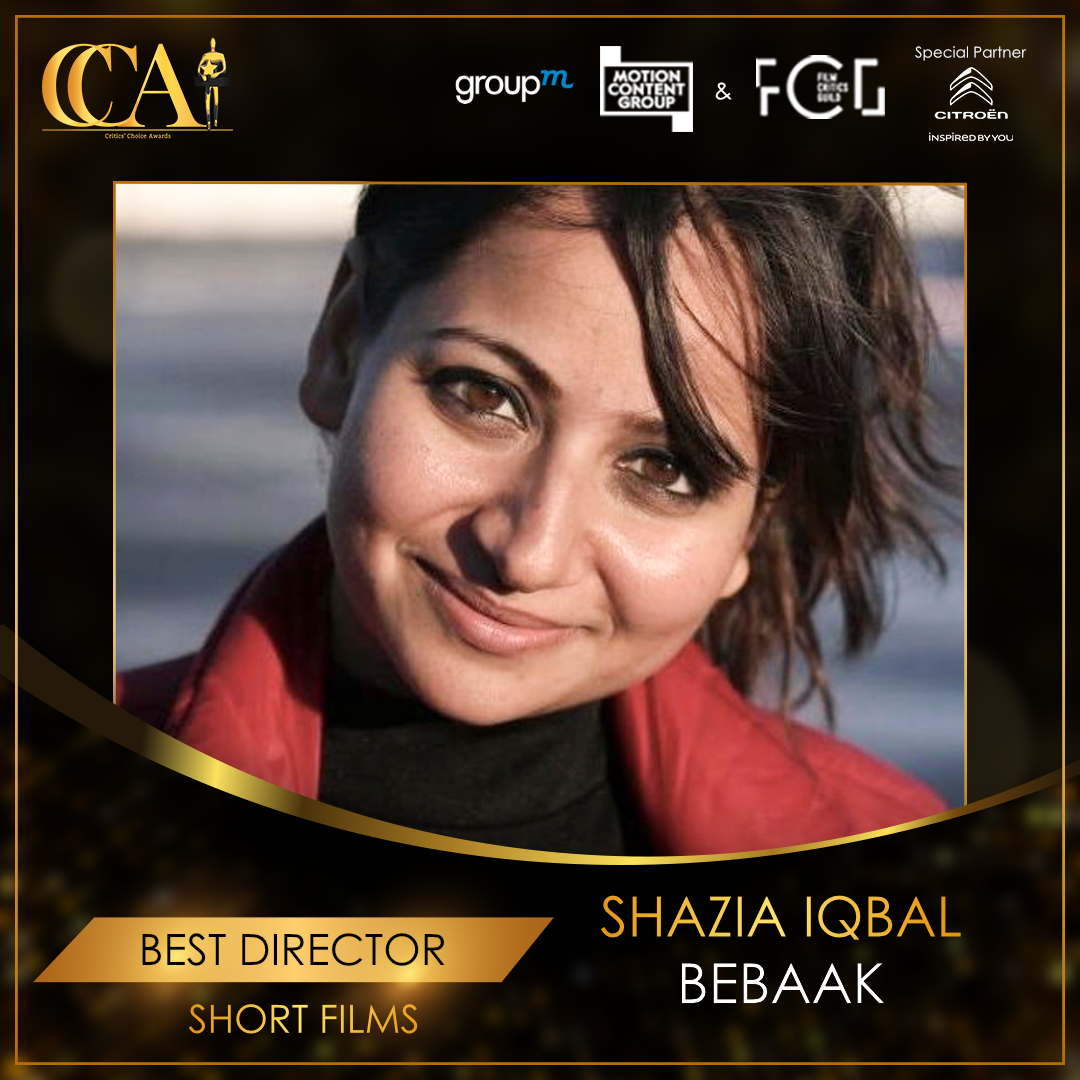 CCA
Critics' Choice Awards
groupm
MOTION
CONTENT
GROUP
&
FCG
FILM
CRITICS
GUILD
Special Partner
CITROËN
INSPIRED BY YOU
BEST DIRECTOR
SHORT FILMS
SHAZIA IQBAL
BEBAAK